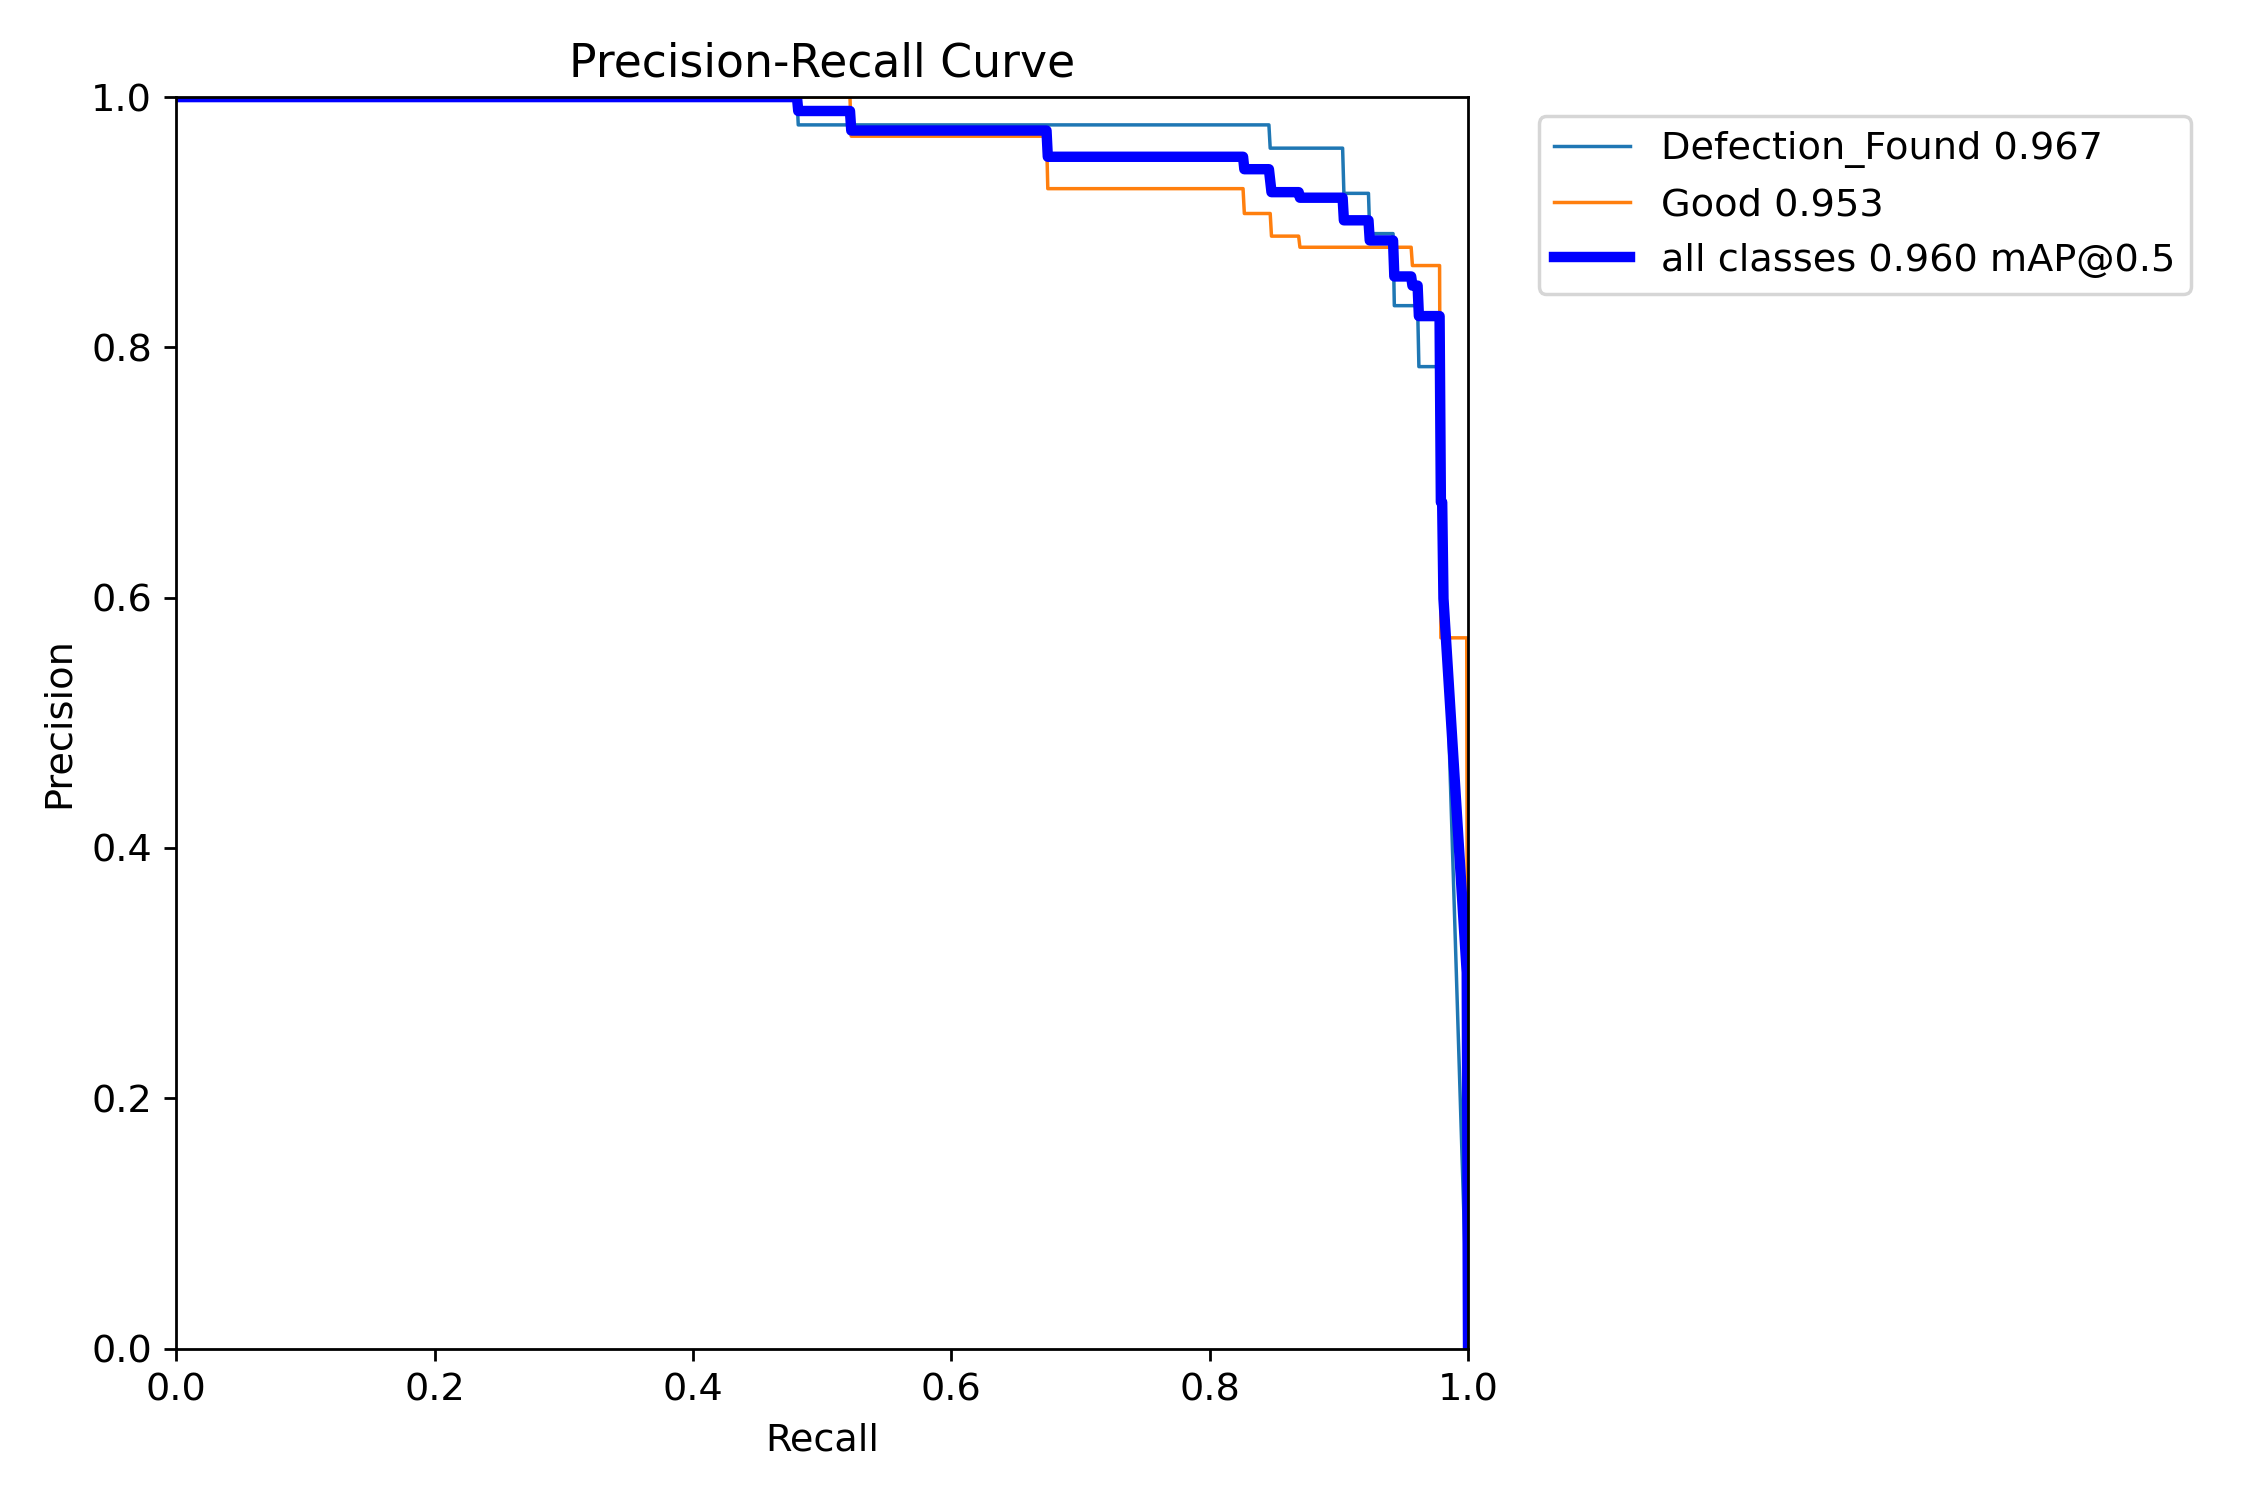 Precision-Recall Curve
1.0
0.8
0.6
0.4
0.2
0.0
Precision
0.0 0.2 0.4 0.6 0.8 1.0
Recall
Defection_Found 0.967
Good 0.953
all classes 0.960 mAP@0.5